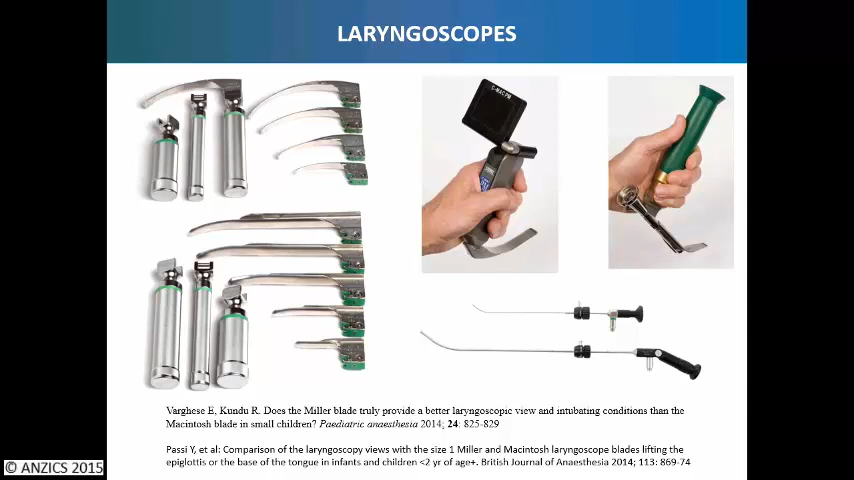 LARYNGOSCOPES
C-MAC PM
Varghese E, Kundu R. Does the Miller blade truly provide a better laryngoscopic view and intubating conditions than the
Macintosh blade in small children? Paediatric anaesthesia 2014; 24: 825-829
Passi Y, et al: Comparison of the laryngoscopy views with the size 1 Miller and Macintosh laryngoscope blades lifting the
epiglottis or the base of the tongue in infants and children <2 yr of age+. British Journal of Anaesthesia 2014; 113: 869-74
© ANZICS 2015